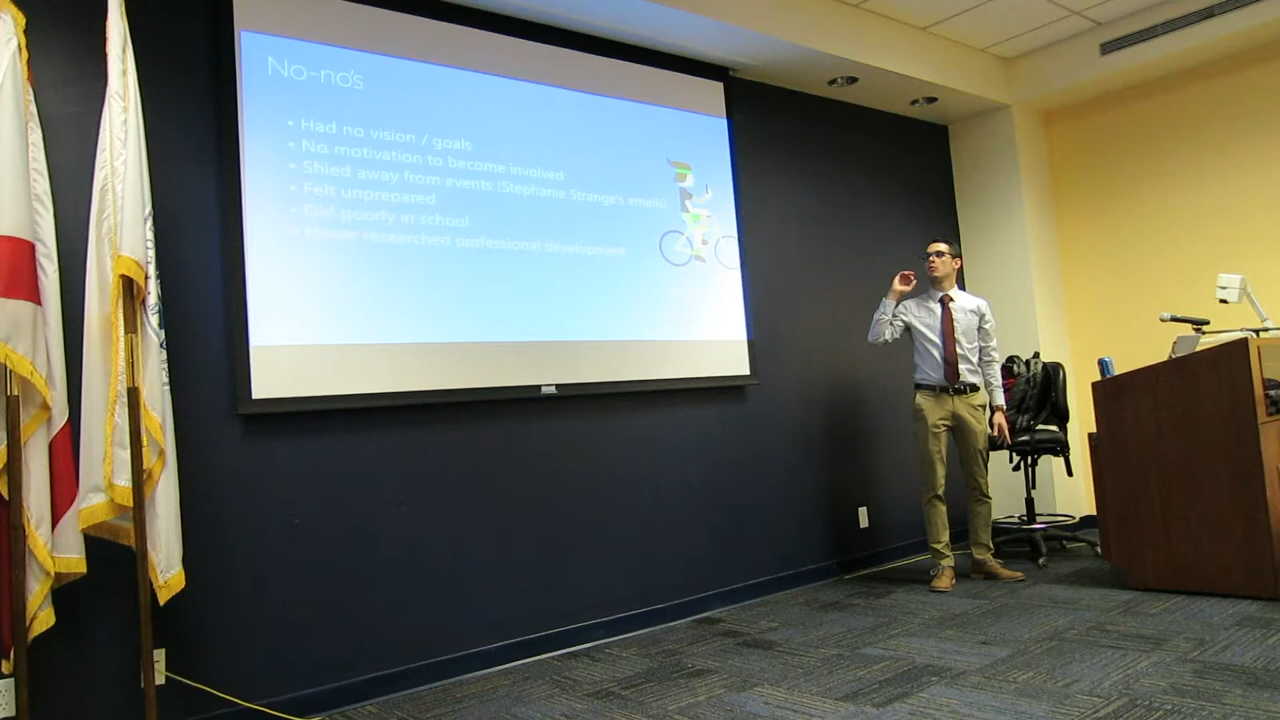 No-no's
• Had no vision / goals
• No motivation to become involved
• Shied away from events (Stephanie Strange's emails)
• Felt unprepared
• Did poorly in school
• Never researched professional development